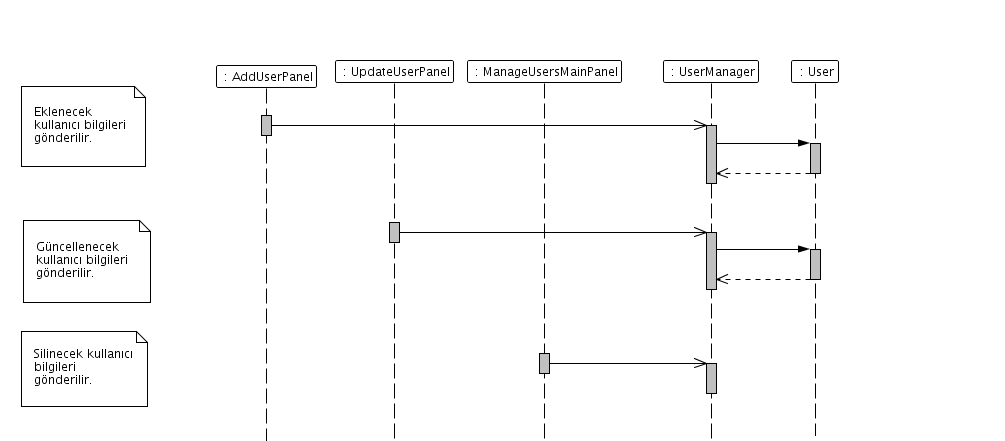 : AddUserPanel
: UpdateUserPanel
: ManageUsersMainPanel
: UserManager
: User
Eklenecek
kullanıcı bilgileri
gönderilir.
Güncellenecek
kullanıcı bilgileri
gönderilir.
Silinecek kullanıcı
bilgileri
gönderilir.